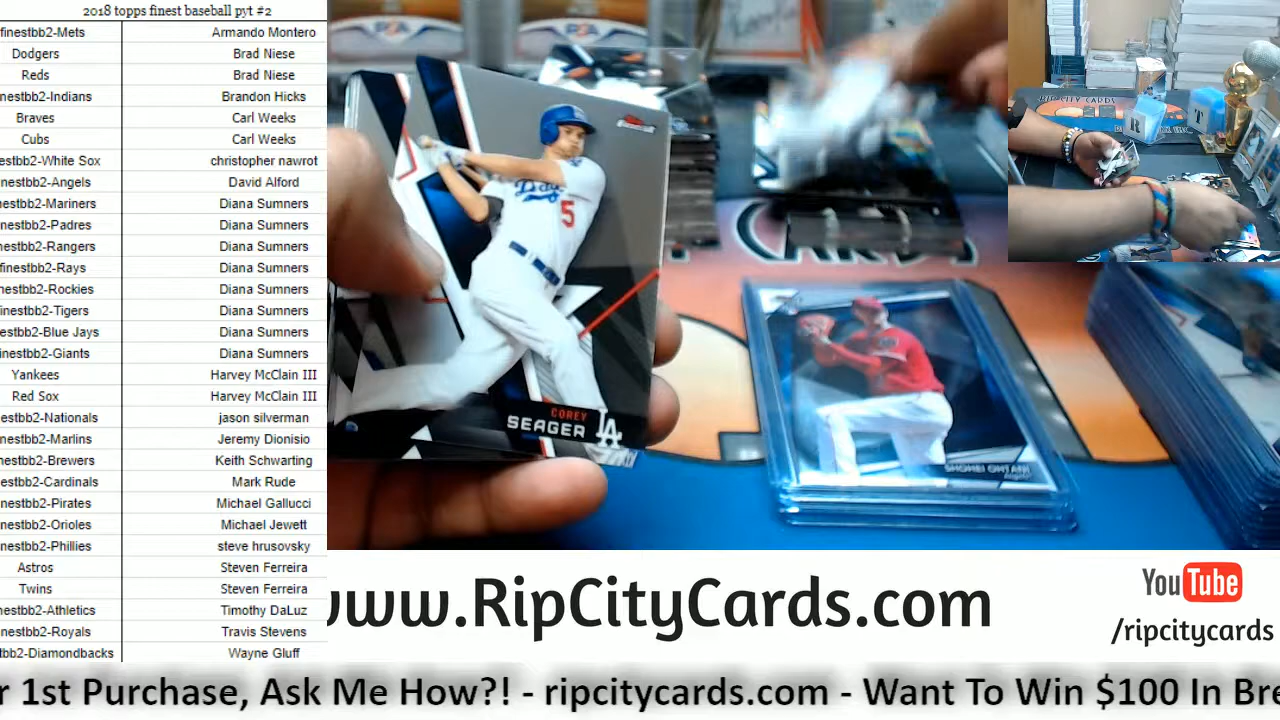 2018 topps finest baseball pyt #2
finestbb2-Mets Armando Montero
Dodgers Brad Niese
Reds Brad Niese
nestbb2-Indians Brandon Hicks
Braves Carl Weeks
Cubs Carl Weeks
estbb2-White Sox christopher nawrot
nestbb2-Angels David Alford
nestbb2-Mariners Diana Sumners
nestbb2-Padres Diana Sumners
nestbb2-Rangers Diana Sumners
finestbb2-Rays Diana Sumners
nestbb2-Rockies Diana Sumners
inestbb2-Tigers Diana Sumners
estbb2-Blue Jays Diana Sumners
inestbb2-Giants Diana Sumners
Yankees Harvey McClain III
Red Sox Harvey McClain III
estbb2-Nationals jason silverman
nestbb2-Marlins Jeremy Dionisio
nestbb2-Brewers Keith Schwarting
nestbb2-Cardinals Mark Rude
nestbb2-Pirates Michael Gallucci
nestbb2-Orioles Michael Jewett
nestbb2-Phillies steve hrusovsky
Astros Steven Ferreira
Twins Steven Ferreira
nestbb2-Athletics Timothy DaLuz
nestbb2-Royals Travis Stevens
tbb2-Diamondbacks Wayne Gluff
5
COREY
SEAGER
LA
CARDS
SHOHEI OHTANI
RIP CITY CARDS
R
T
www.RipCityCards.com
YouTube
/ripcitycards
r 1st Purchase, Ask Me How?! - ripcitycards.com - Want To Win $100 In Bre